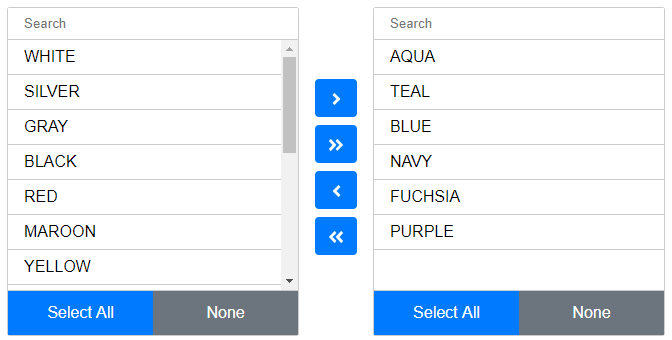 Search
WHITE
SILVER
GRAY
BLACK
RED
MAROON
YELLOW
Select All
None
Search
AQUA
TEAL
BLUE
NAVY
FUCHSIA
PURPLE
Select All
None